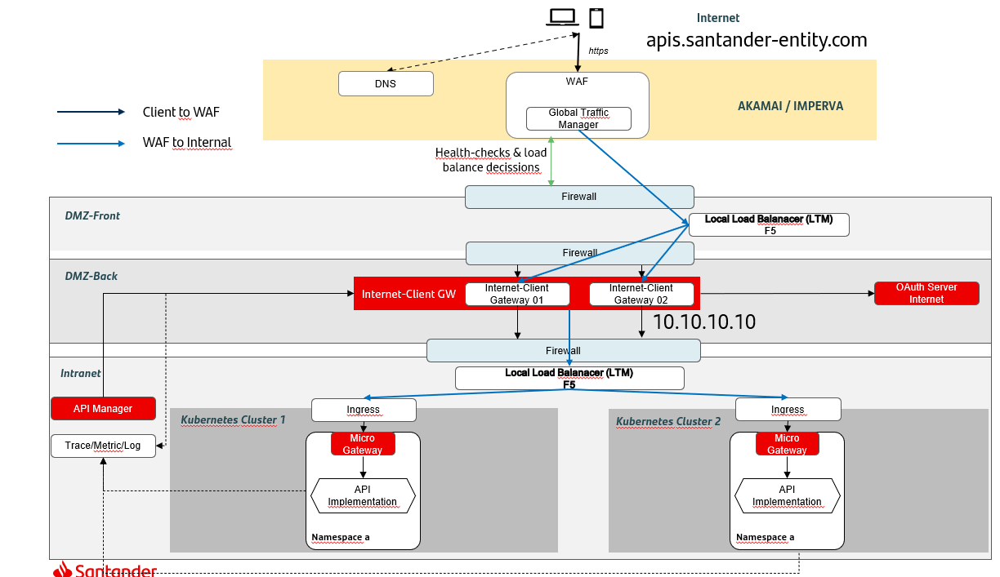 Internet
apis.santander-entity.com
https
DNS
WAF
Global Traffic
Manager
AKAMAI / IMPERVA
Client to WAF
WAF to Internal
Health-checks & load
balance decissions
Firewall
DMZ-Front
Local Load Balanacer (LTM)
F5
Firewall
DMZ-Back
Internet-Client GW
Internet-Client
Gateway 01
Internet-Client
Gateway 02
OAuth Server
Internet
10.10.10.10
Firewall
Intranet
Local Load Balanacer (LTM)
F5
API Manager
Trace/Metric/Log
Kubernetes Cluster 1
Ingress
Micro
Gateway
API
Implementation
Namespace a
Kubernetes Cluster 2
Ingress
Micro
Gateway
API
Implementation
Namespace a
Santander